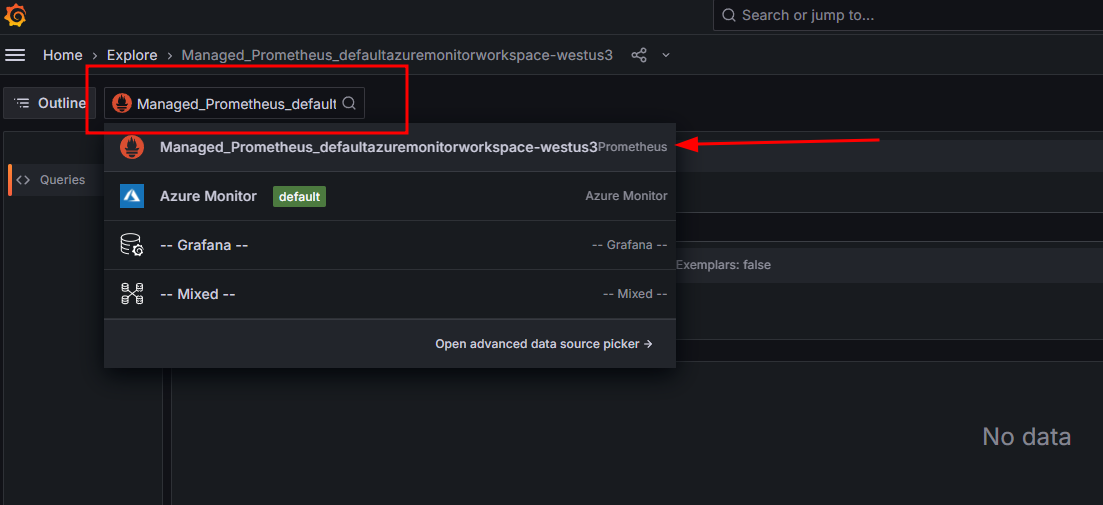 Search or jump to...
Home › Explore › Managed_Prometheus_defaultazuremonitorworkspace-westus3
Outline
Managed_Prometheus_default
Managed_Prometheus_defaultazuremonitorworkspace-westus3 Prometheus
Queries
Azure Monitor default Azure Monitor
-- Grafana -- -- Grafana --
Exemplars: false
-- Mixed -- -- Mixed --
Open advanced data source picker →
No data